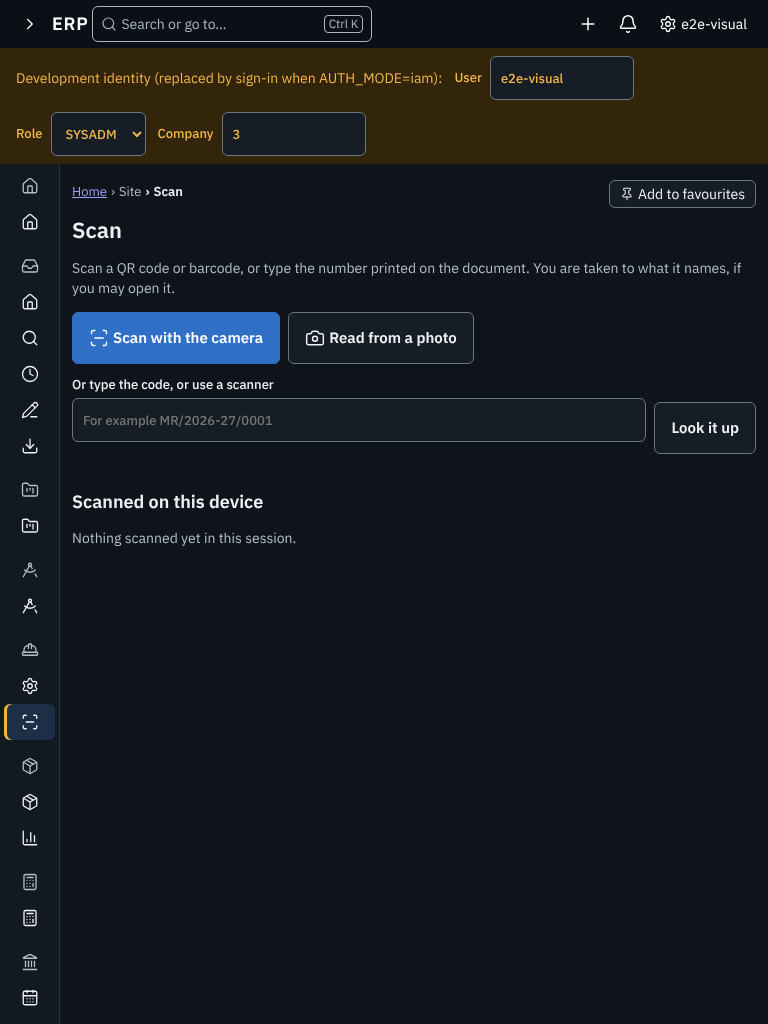 ERP
Search or go to...
Ctrl K
e2e-visual
Development identity (replaced by sign-in when AUTH_MODE=iam):
User
e2e-visual
Role
SYSADM
Company
3
Home › Site › Scan
Add to favourites
Scan
Scan a QR code or barcode, or type the number printed on the document. You are taken to what it names, if
you may open it.
Scan with the camera
Read from a photo
Or type the code, or use a scanner
For example MR/2026-27/0001
Look it up
Scanned on this device
Nothing scanned yet in this session.